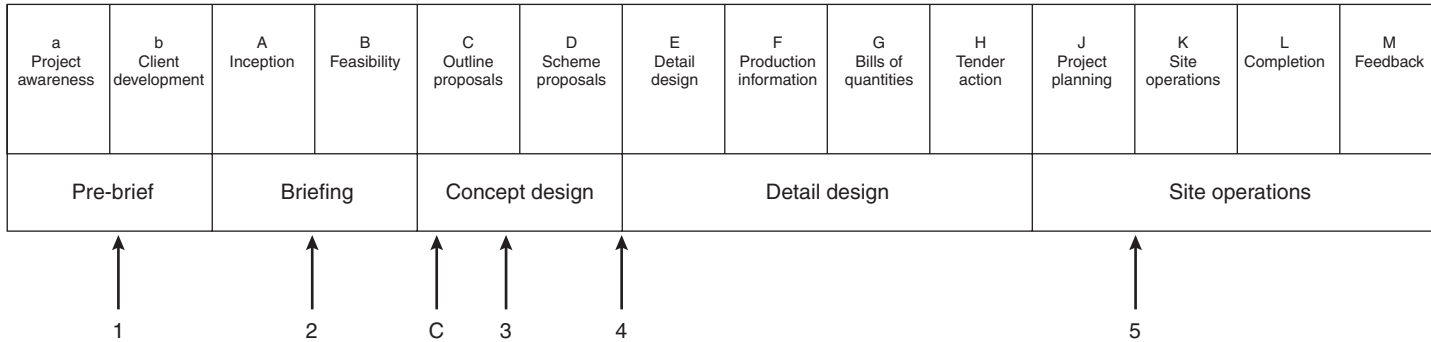 a
Project
awareness
b
Client
development
A
Inception
B
Feasibility
C
Outline
proposals
D
Scheme
proposals
E
Detail
design
F
Production
information
G
Bills of
quantities
H
Tender
action
J
Project
planning
K
Site
operations
L
Completion
M
Feedback
Pre-brief
Briefing
Concept design
Detail design
Site operations
1
2
C
3
4
5